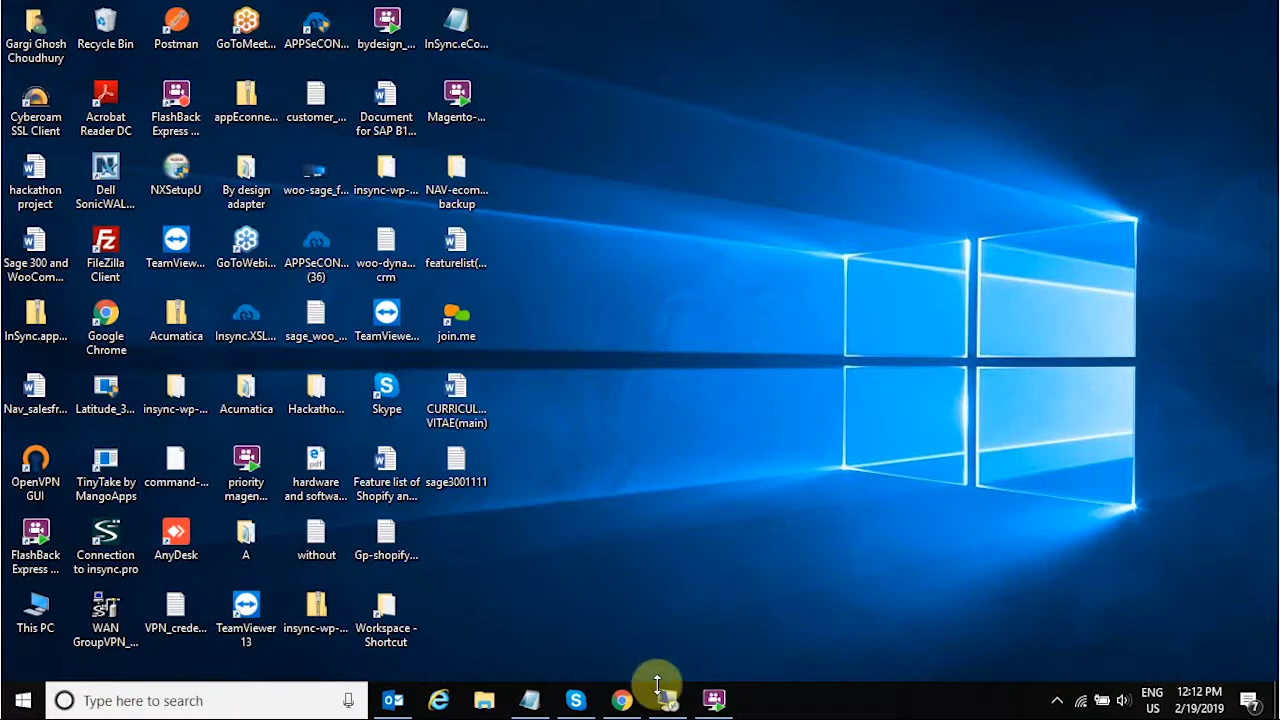 Gargi Ghosh
Choudhury
Recycle Bin
Postman
GoToMeet...
APPSeCON...
bydesign_...
InSync.eCo...
Cyberoam
SSL Client
Acrobat
Reader DC
FlashBack
Express ...
appEconne...
customer_...
Document
for SAP B1...
Magento-...
hackathon
project
Dell
SonicWAL...
NXSetupU
By design
adapter
woo-sage_f...
insync-wp-...
NAV-ecom...
backup
Sage 300 and
WooCom...
FileZilla
Client
TeamView...
GoToWebi...
APPSeCON...
(36)
woo-dyna...
crm
featurelist(...
InSync.app...
Google
Chrome
Acumatica
Insync.XSL...
sage_woo_...
TeamViewe...
join.me
Nav_salesfr...
Latitude_3...
insync-wp-...
Acumatica
Hackatho...
Skype
CURRICUL...
VITAE(main)
OpenVPN
GUI
TinyTake by
MangoApps
command-...
priority
magen...
hardware
and softwa...
Feature list of
Shopify an...
sage3001111
FlashBack
Express ...
Connection
to insync.pro
AnyDesk
A
without
Gp-shopify...
This PC
WAN
GroupVPN_...
VPN_crede...
TeamViewer
13
insync-wp-...
Workspace -
Shortcut
Type here to search
ENG
US
12:12 PM
2/19/2019
7